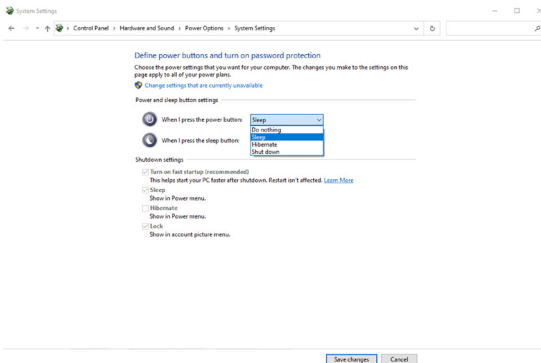 System Settings
Control Panel > Hardware and Sound > Power Options > System Settings
Define power buttons and turn on password protection
Choose the power settings that you want for your computer. The changes you make to the settings on this
page apply to all of your power plans.
Change settings that are currently unavailable
Power and sleep button settings
When I press the power button: Sleep
Do nothing
Sleep
Hibernate
Shut down
When I press the sleep button:
Shutdown settings
Turn on fast startup (recommended)
This helps start your PC faster after shutdown. Restart isn't affected. Learn More
Sleep
Show in Power menu.
Hibernate
Show in Power menu.
Lock
Show in account picture menu.
Save changes Cancel